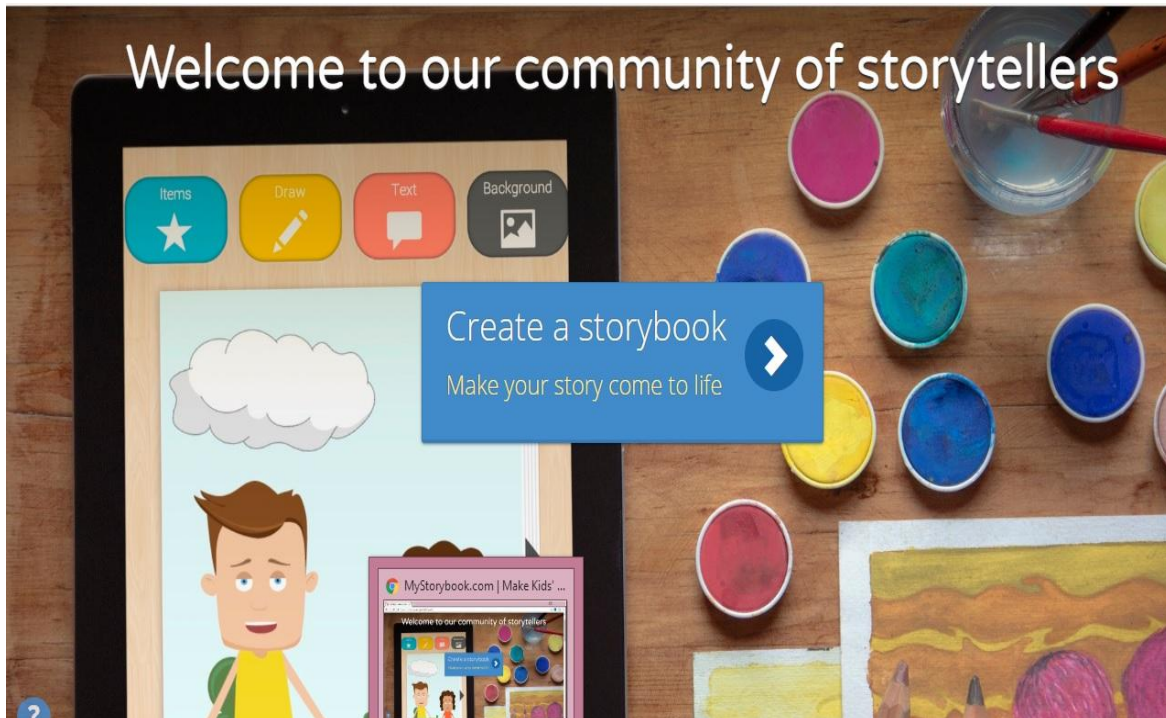 Welcome to our community of storytellers
Items Draw Text Background
Create a storybook
Make your story come to life
MyStorybook.com | Make Kids' ...
Welcome to our community of storytellers
Create a storybook
?